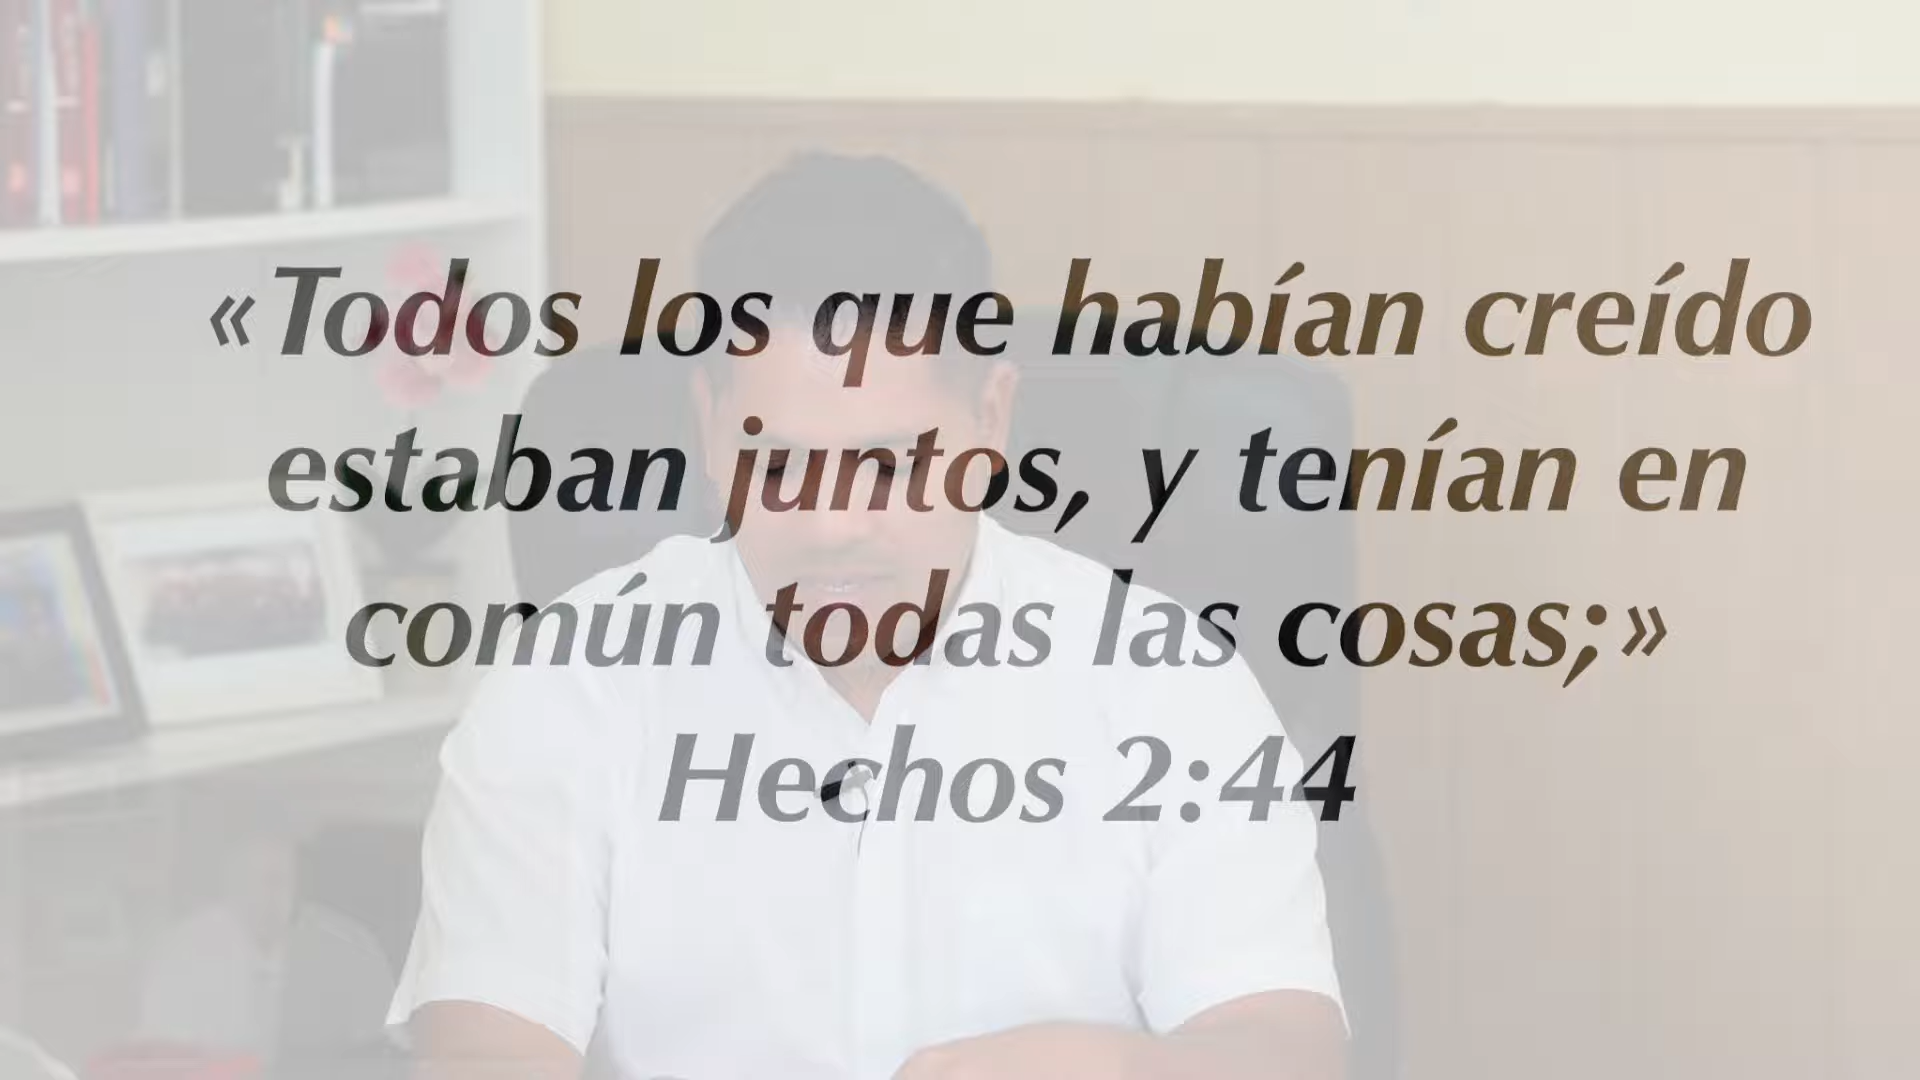 «Todos los que habían creído
estaban juntos, y tenían en
común todas las cosas;»
Hechos 2:44